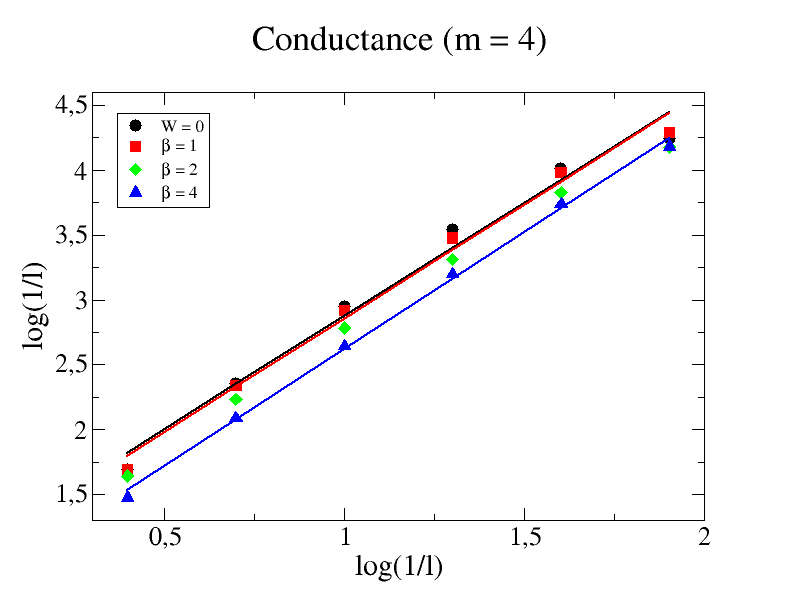 Conductance (m = 4)
4,5
4
3,5
3
2,5
2
1,5
W = 0
β = 1
β = 2
β = 4
log(1/l)
0,5
1
1,5
2
log(1/l)